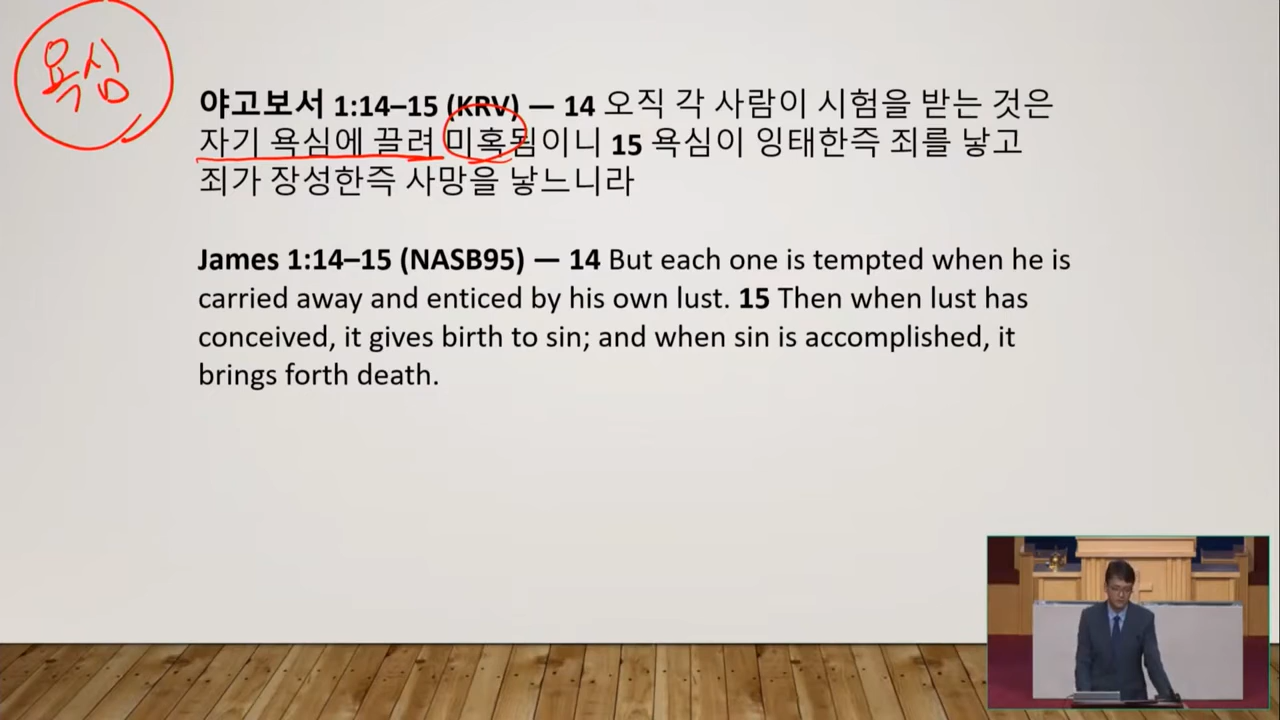 욕심
야고보서 1:14–15 (KRV) — 14 오직 각 사람이 시험을 받는 것은
자기 욕심에 끌려 미혹됨이니 15 욕심이 잉태한즉 죄를 낳고
죄가 장성한즉 사망을 낳느니라
James 1:14–15 (NASB95) — 14 But each one is tempted when he is
carried away and enticed by his own lust. 15 Then when lust has
conceived, it gives birth to sin; and when sin is accomplished, it
brings forth death.